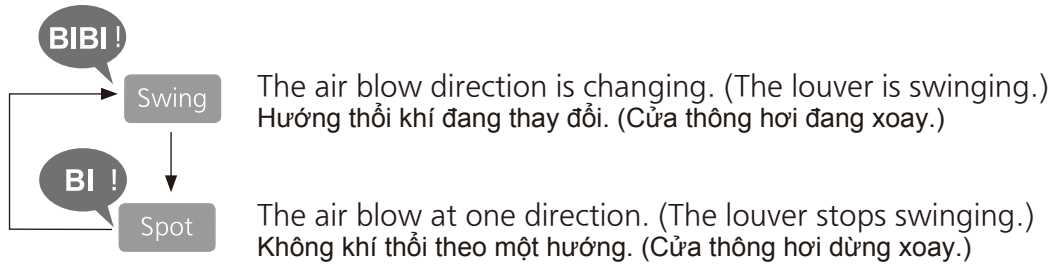 BIBI !
Swing
The air blow direction is changing. (The louver is swinging.)
Hướng thổi khí đang thay đổi. (Cửa thông hơi đang xoay.)
BI !
Spot
The air blow at one direction. (The louver stops swinging.)
Không khí thổi theo một hướng. (Cửa thông hơi dừng xoay.)